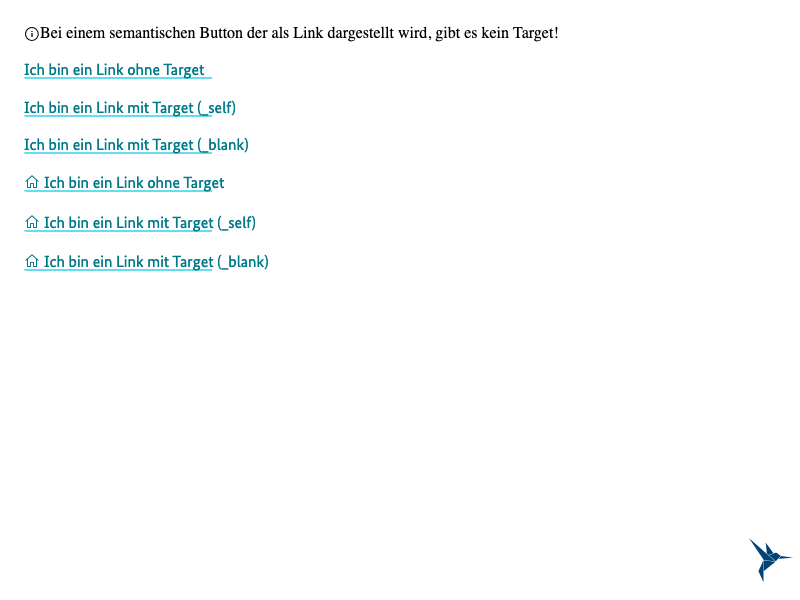 Bei einem semantischen Button der als Link dargestellt wird, gibt es kein Target!
Ich bin ein Link ohne Target
Ich bin ein Link mit Target (_self)
Ich bin ein Link mit Target (_blank)
Ich bin ein Link ohne Target
Ich bin ein Link mit Target (_self)
Ich bin ein Link mit Target (_blank)